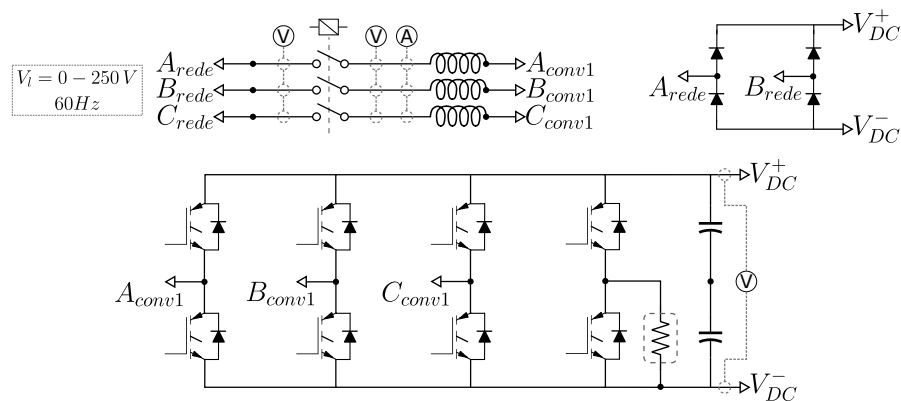 V V A
V_l = 0 − 250 V
60Hz
A_rede A_conv1
B_rede B_conv1
C_rede C_conv1
V_DC^+
A_rede B_rede
V_DC^-
V_DC^+
A_conv1 B_conv1 C_conv1 V
V_DC^-